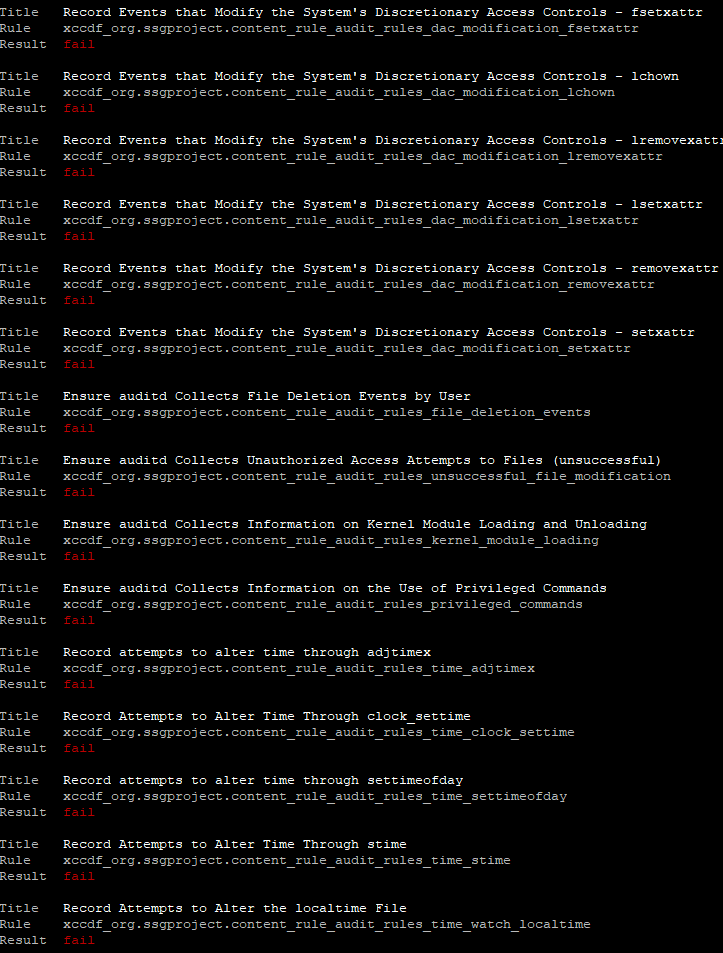 Title Record Events that Modify the System's Discretionary Access Controls - fsetxattr
Rule xccdf_org.ssgproject.content_rule_audit_rules_dac_modification_fsetxattr
Result fail
Title Record Events that Modify the System's Discretionary Access Controls - lchown
Rule xccdf_org.ssgproject.content_rule_audit_rules_dac_modification_lchown
Result fail
Title Record Events that Modify the System's Discretionary Access Controls - lremovexattr
Rule xccdf_org.ssgproject.content_rule_audit_rules_dac_modification_lremovexattr
Result fail
Title Record Events that Modify the System's Discretionary Access Controls - lsetxattr
Rule xccdf_org.ssgproject.content_rule_audit_rules_dac_modification_lsetxattr
Result fail
Title Record Events that Modify the System's Discretionary Access Controls - removexattr
Rule xccdf_org.ssgproject.content_rule_audit_rules_dac_modification_removexattr
Result fail
Title Record Events that Modify the System's Discretionary Access Controls - setxattr
Rule xccdf_org.ssgproject.content_rule_audit_rules_dac_modification_setxattr
Result fail
Title Ensure auditd Collects File Deletion Events by User
Rule xccdf_org.ssgproject.content_rule_audit_rules_file_deletion_events
Result fail
Title Ensure auditd Collects Unauthorized Access Attempts to Files (unsuccessful)
Rule xccdf_org.ssgproject.content_rule_audit_rules_unsuccessful_file_modification
Result fail
Title Ensure auditd Collects Information on Kernel Module Loading and Unloading
Rule xccdf_org.ssgproject.content_rule_audit_rules_kernel_module_loading
Result fail
Title Ensure auditd Collects Information on the Use of Privileged Commands
Rule xccdf_org.ssgproject.content_rule_audit_rules_privileged_commands
Result fail
Title Record attempts to alter time through adjtimex
Rule xccdf_org.ssgproject.content_rule_audit_rules_time_adjtimex
Result fail
Title Record Attempts to Alter Time Through clock_settime
Rule xccdf_org.ssgproject.content_rule_audit_rules_time_clock_settime
Result fail
Title Record attempts to alter time through settimeofday
Rule xccdf_org.ssgproject.content_rule_audit_rules_time_settimeofday
Result fail
Title Record Attempts to Alter Time Through stime
Rule xccdf_org.ssgproject.content_rule_audit_rules_time_stime
Result fail
Title Record Attempts to Alter the localtime File
Rule xccdf_org.ssgproject.content_rule_audit_rules_time_watch_localtime
Result fail